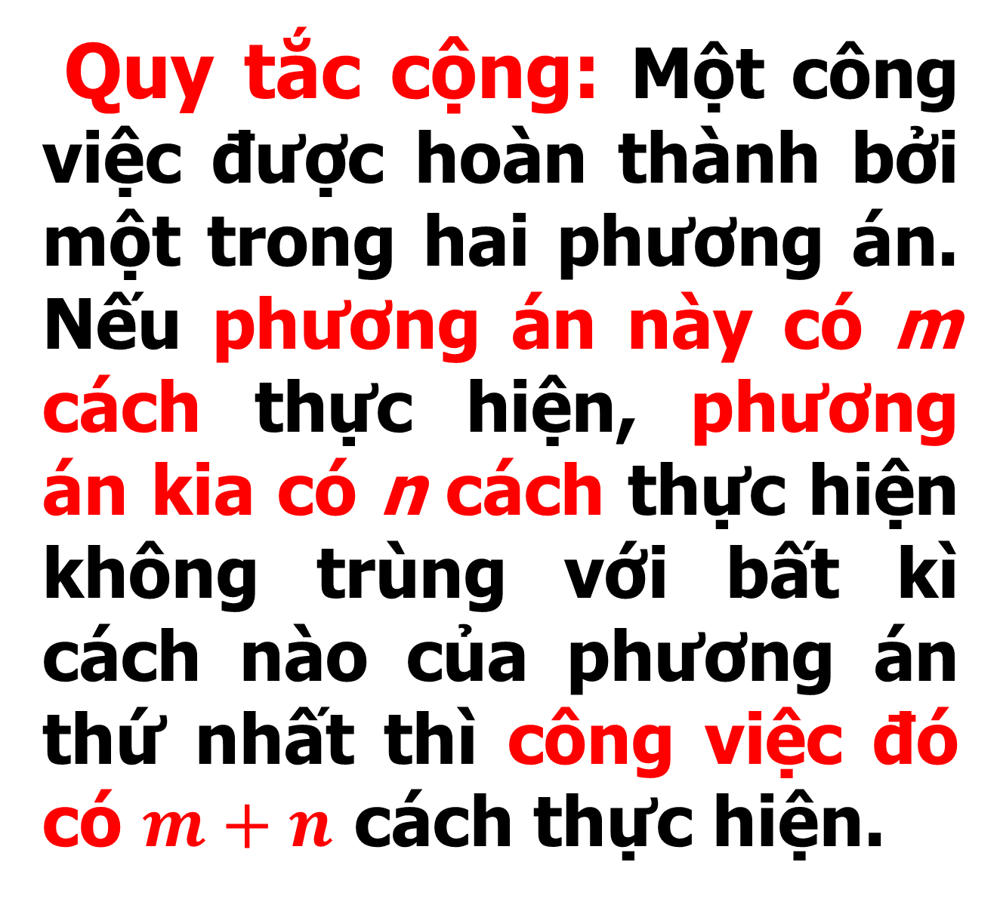 Quy tắc cộng: Một công
việc được hoàn thành bởi
một trong hai phương án.
Nếu phương án này có m
cách thực hiện, phương
án kia có n cách thực hiện
không trùng với bất kì
cách nào của phương án
thứ nhất thì công việc đó
có m + n cách thực hiện.